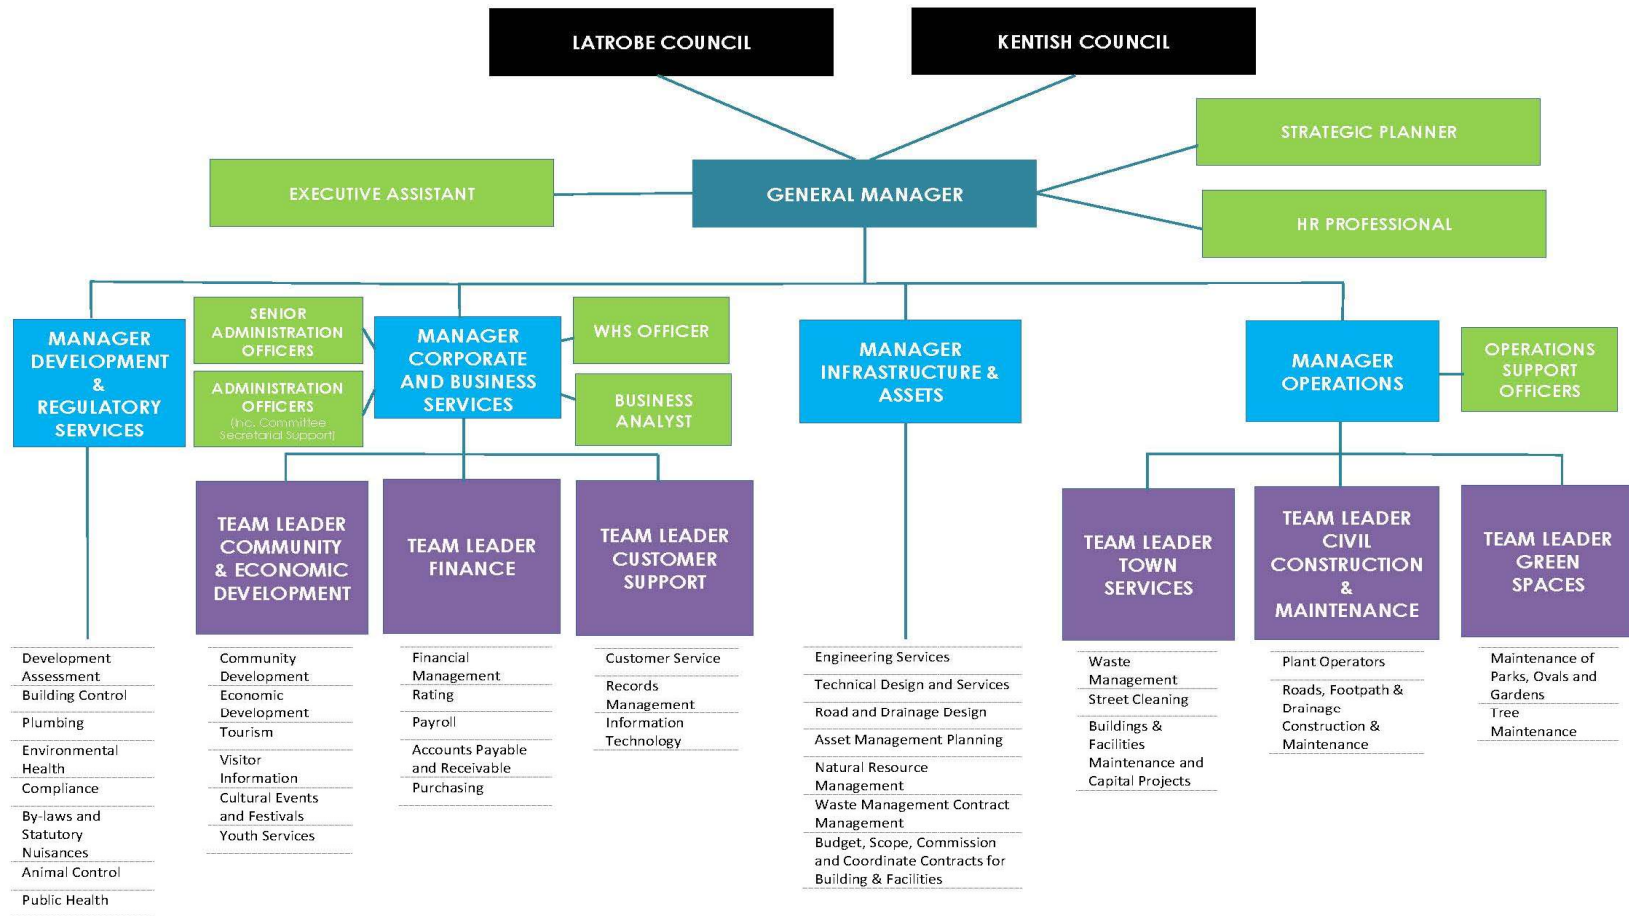 LATROBE COUNCIL
KENTISH COUNCIL
STRATEGIC PLANNER
EXECUTIVE ASSISTANT
GENERAL MANAGER
HR PROFESSIONAL
MANAGER
DEVELOPMENT
&
REGULATORY
SERVICES
SENIOR
ADMINISTRATION
OFFICERS
ADMINISTRATION
OFFICERS
(Inc. Committee
Secretarial Support)
MANAGER
CORPORATE
AND BUSINESS
SERVICES
WHS OFFICER
BUSINESS
ANALYST
MANAGER
INFRASTRUCTURE &
ASSETS
MANAGER
OPERATIONS
OPERATIONS
SUPPORT
OFFICERS
TEAM LEADER
COMMUNITY
& ECONOMIC
DEVELOPMENT
TEAM LEADER
FINANCE
TEAM LEADER
CUSTOMER
SUPPORT
TEAM LEADER
TOWN
SERVICES
TEAM LEADER
CIVIL
CONSTRUCTION
&
MAINTENANCE
TEAM LEADER
GREEN
SPACES
Development
Assessment
Building Control
Plumbing
Environmental
Health
Compliance
By-laws and
Statutory
Nuisances
Animal Control
Public Health
Community
Development
Economic
Development
Tourism
Visitor
Information
Cultural Events
and Festivals
Youth Services
Financial
Management
Rating
Payroll
Accounts Payable
and Receivable
Purchasing
Customer Service
Records
Management
Information
Technology
Engineering Services
Technical Design and Services
Road and Drainage Design
Asset Management Planning
Natural Resource
Management
Waste Management Contract
Management
Budget, Scope, Commission
and Coordinate Contracts for
Building & Facilities
Waste
Management
Street Cleaning
Buildings &
Facilities
Maintenance and
Capital Projects
Plant Operators
Roads, Footpath &
Drainage
Construction &
Maintenance
Maintenance of
Parks, Ovals and
Gardens
Tree
Maintenance